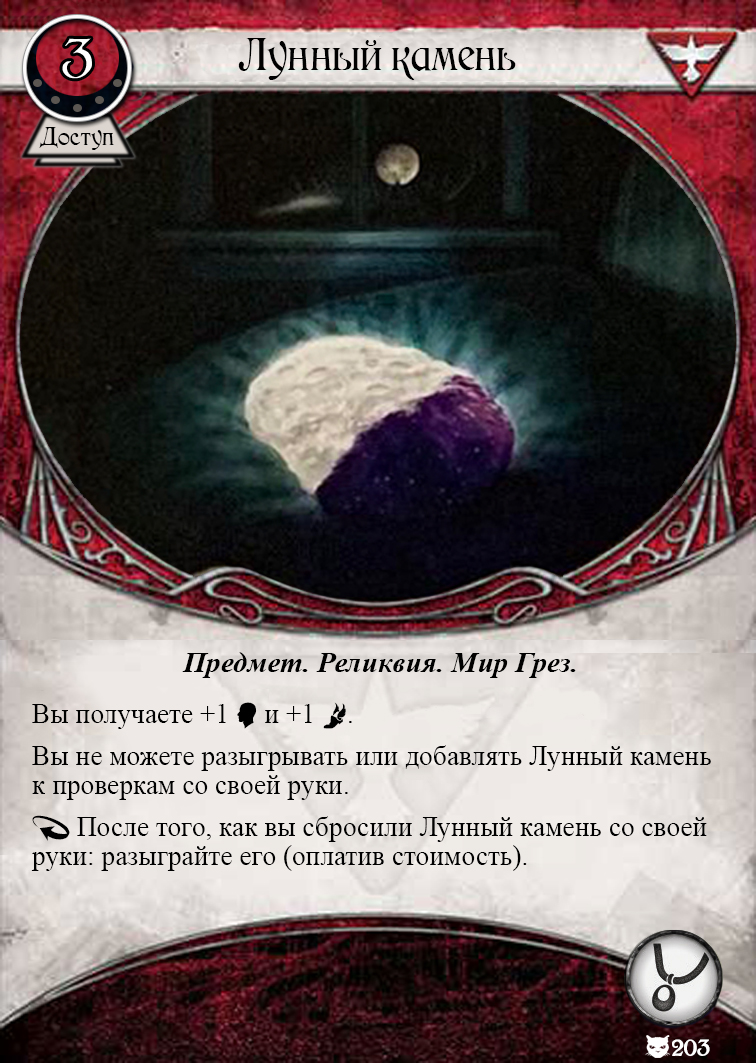 3
Лунный камень
Доступ
Предмет. Реликвия. Мир Грез.
Вы получаете +1 и +1 .
Вы не можете разыгрывать или добавлять Лунный камень
к проверкам со своей руки.
После того, как вы сбросили Лунный камень со своей
руки: разыграйте его (оплатив стоимость).
203